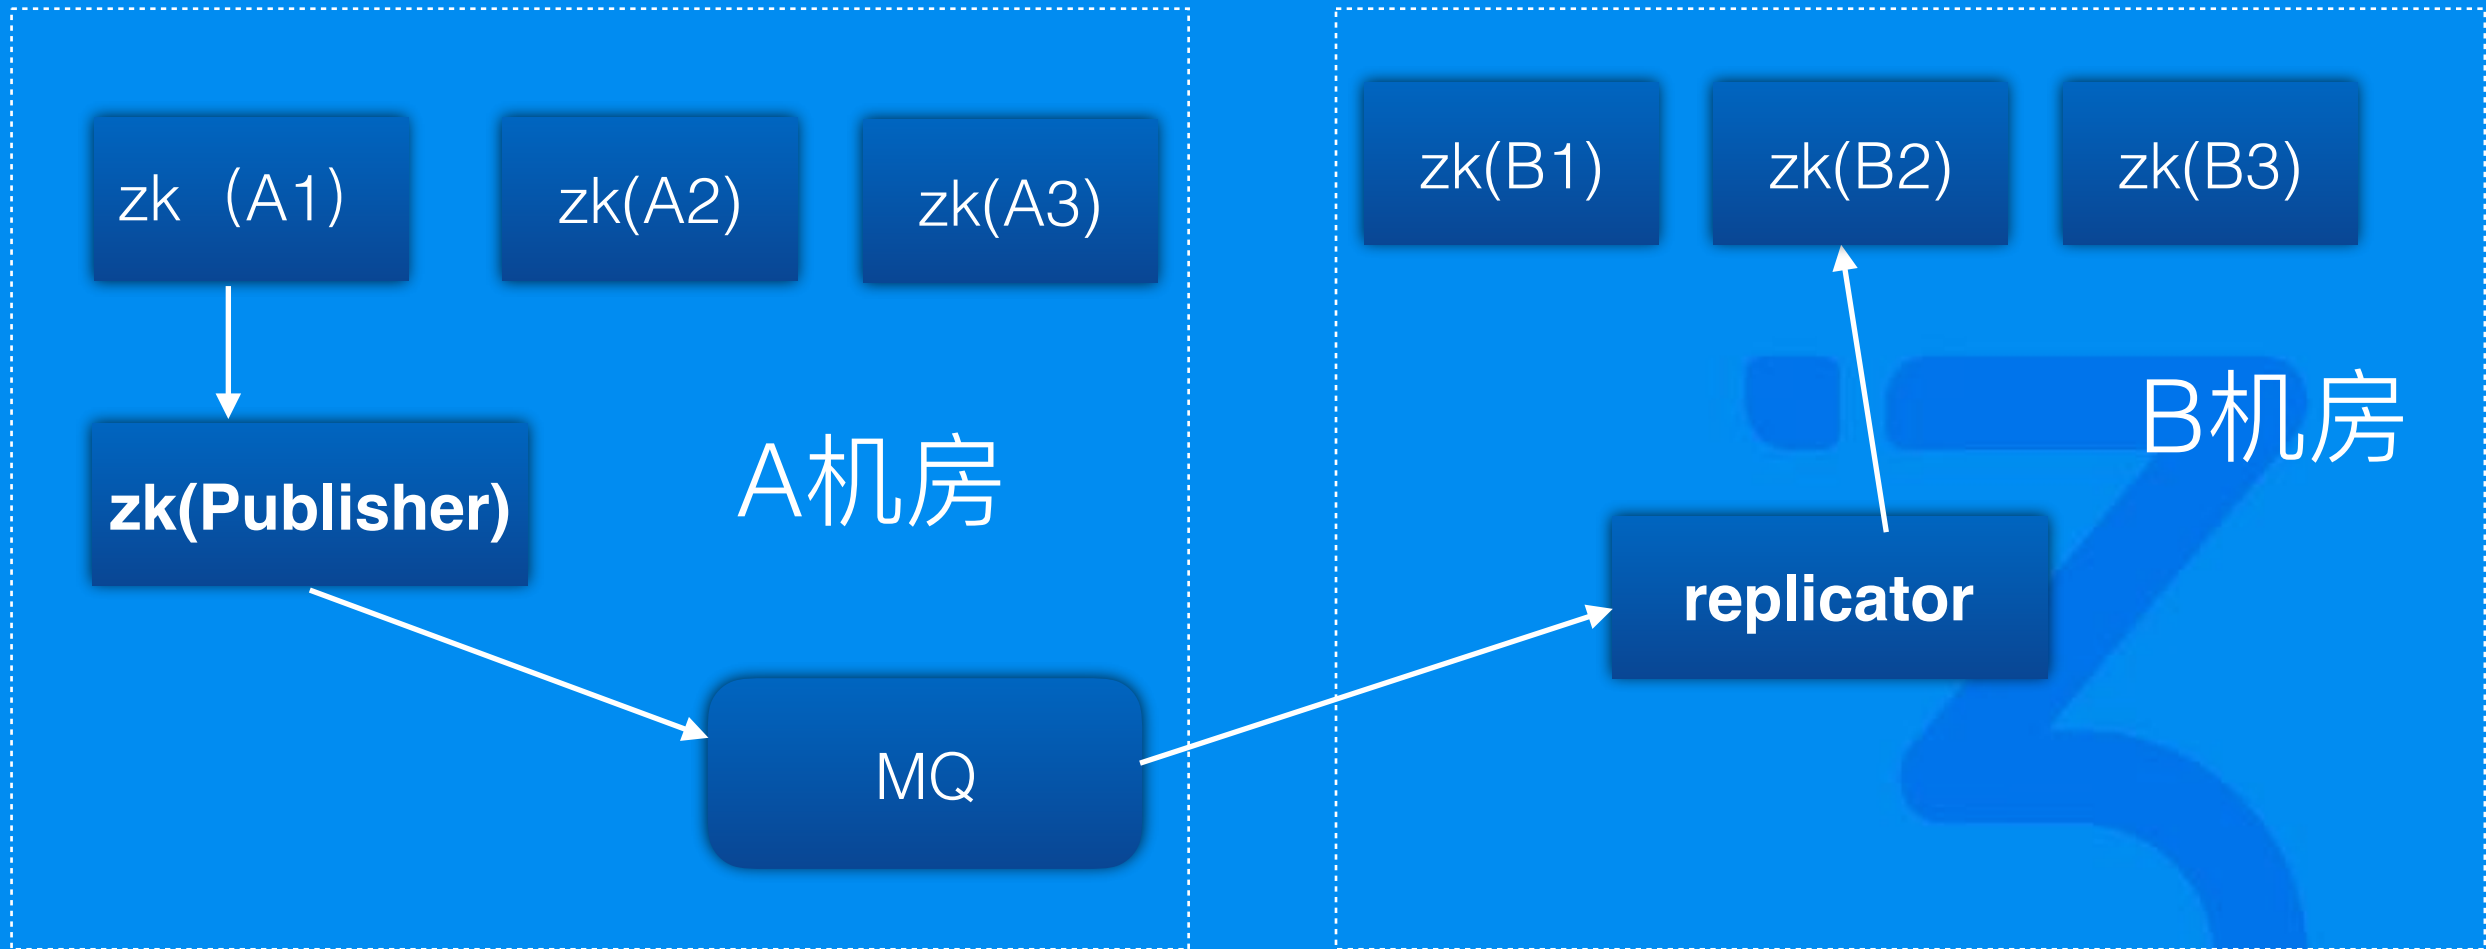 zk（A1）
zk(A2)
zk(A3)
zk(B1)
zk(B2)
zk(B3)
zk(Publisher)
A机房
B机房
replicator
MQ